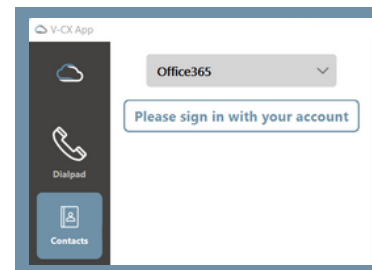 V-CX App
Office365
Please sign in with your account
Dialpad
Contacts